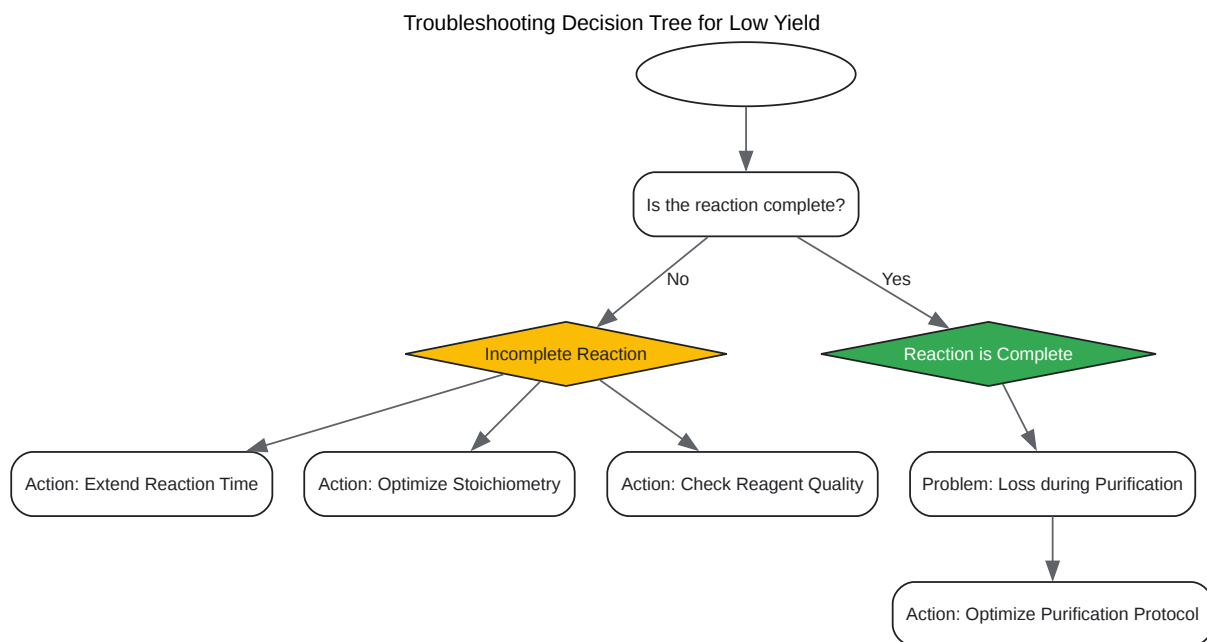 Troubleshooting Decision Tree for Low Yield
Is the reaction complete?
No
Yes
Incomplete Reaction
Reaction is Complete
Action: Extend Reaction Time
Action: Optimize Stoichiometry
Action: Check Reagent Quality
Problem: Loss during Purification
Action: Optimize Purification Protocol